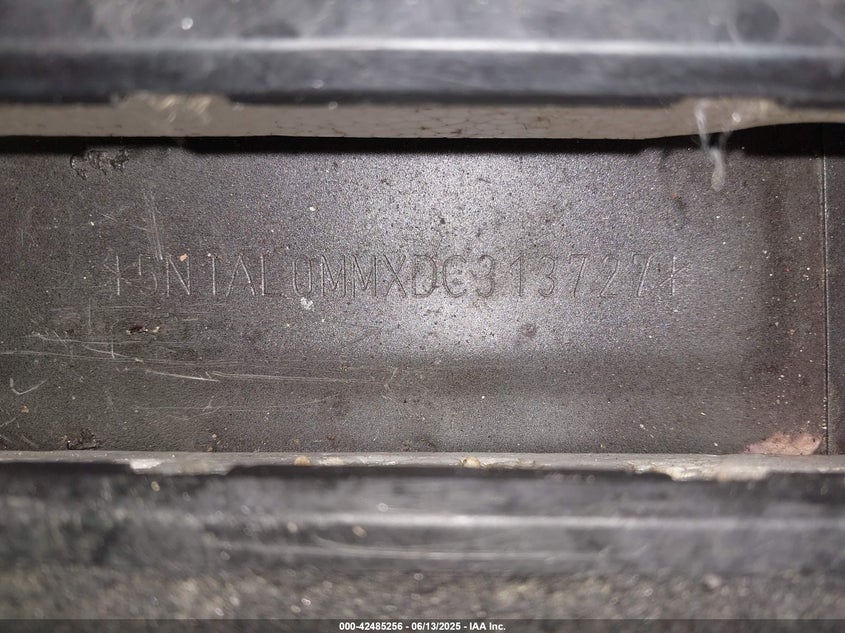 *5N1AL0MMXDC313727*
000-42485256 - 06/13/2025 - IAA Inc.